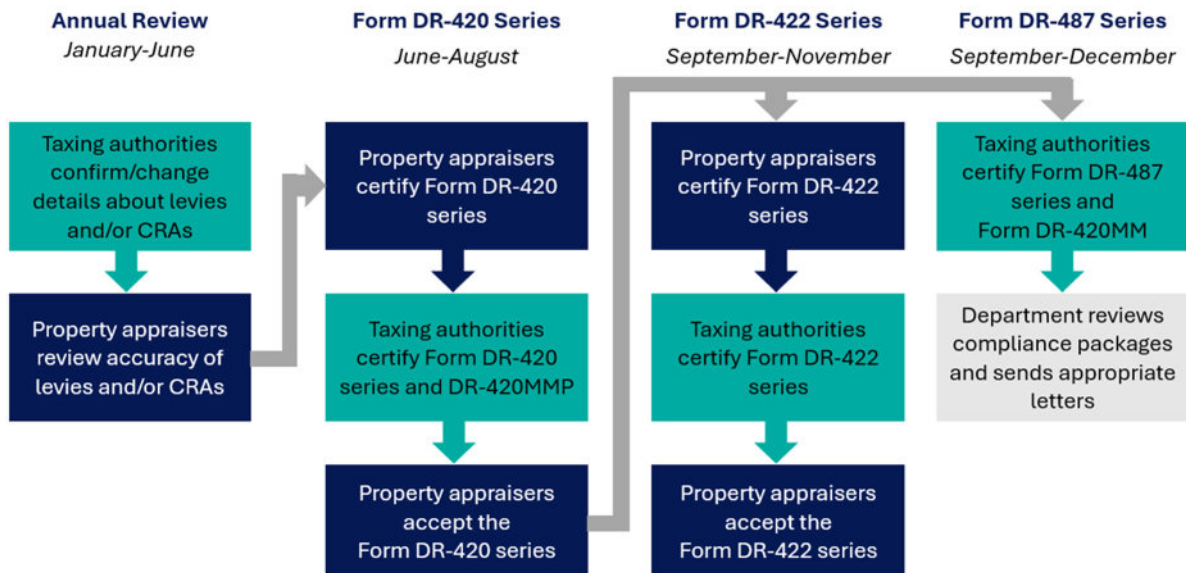 Annual Review
January-June
Taxing authorities
confirm/change
details about levies
and/or CRAs
Property appraisers
review accuracy of
levies and/or CRAs
Form DR-420 Series
June-August
Property appraisers
certify Form DR-420
series
Taxing authorities
certify Form DR-420
series and DR-420MMP
Property appraisers
accept the
Form DR-420 series
Form DR-422 Series
September-November
Property appraisers
certify Form DR-422
series
Taxing authorities
certify Form DR-422
series
Property appraisers
accept the
Form DR-422 series
Form DR-487 Series
September-December
Taxing authorities
certify Form DR-487
series and
Form DR-420MM
Department reviews
compliance packages
and sends appropriate
letters